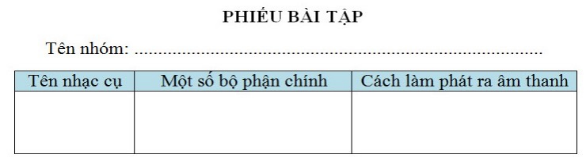 PHIẾU BÀI TẬP
Tên nhóm: ...........................................................................
Tên nhạc cụ Một số bộ phận chính Cách làm phát ra âm thanh